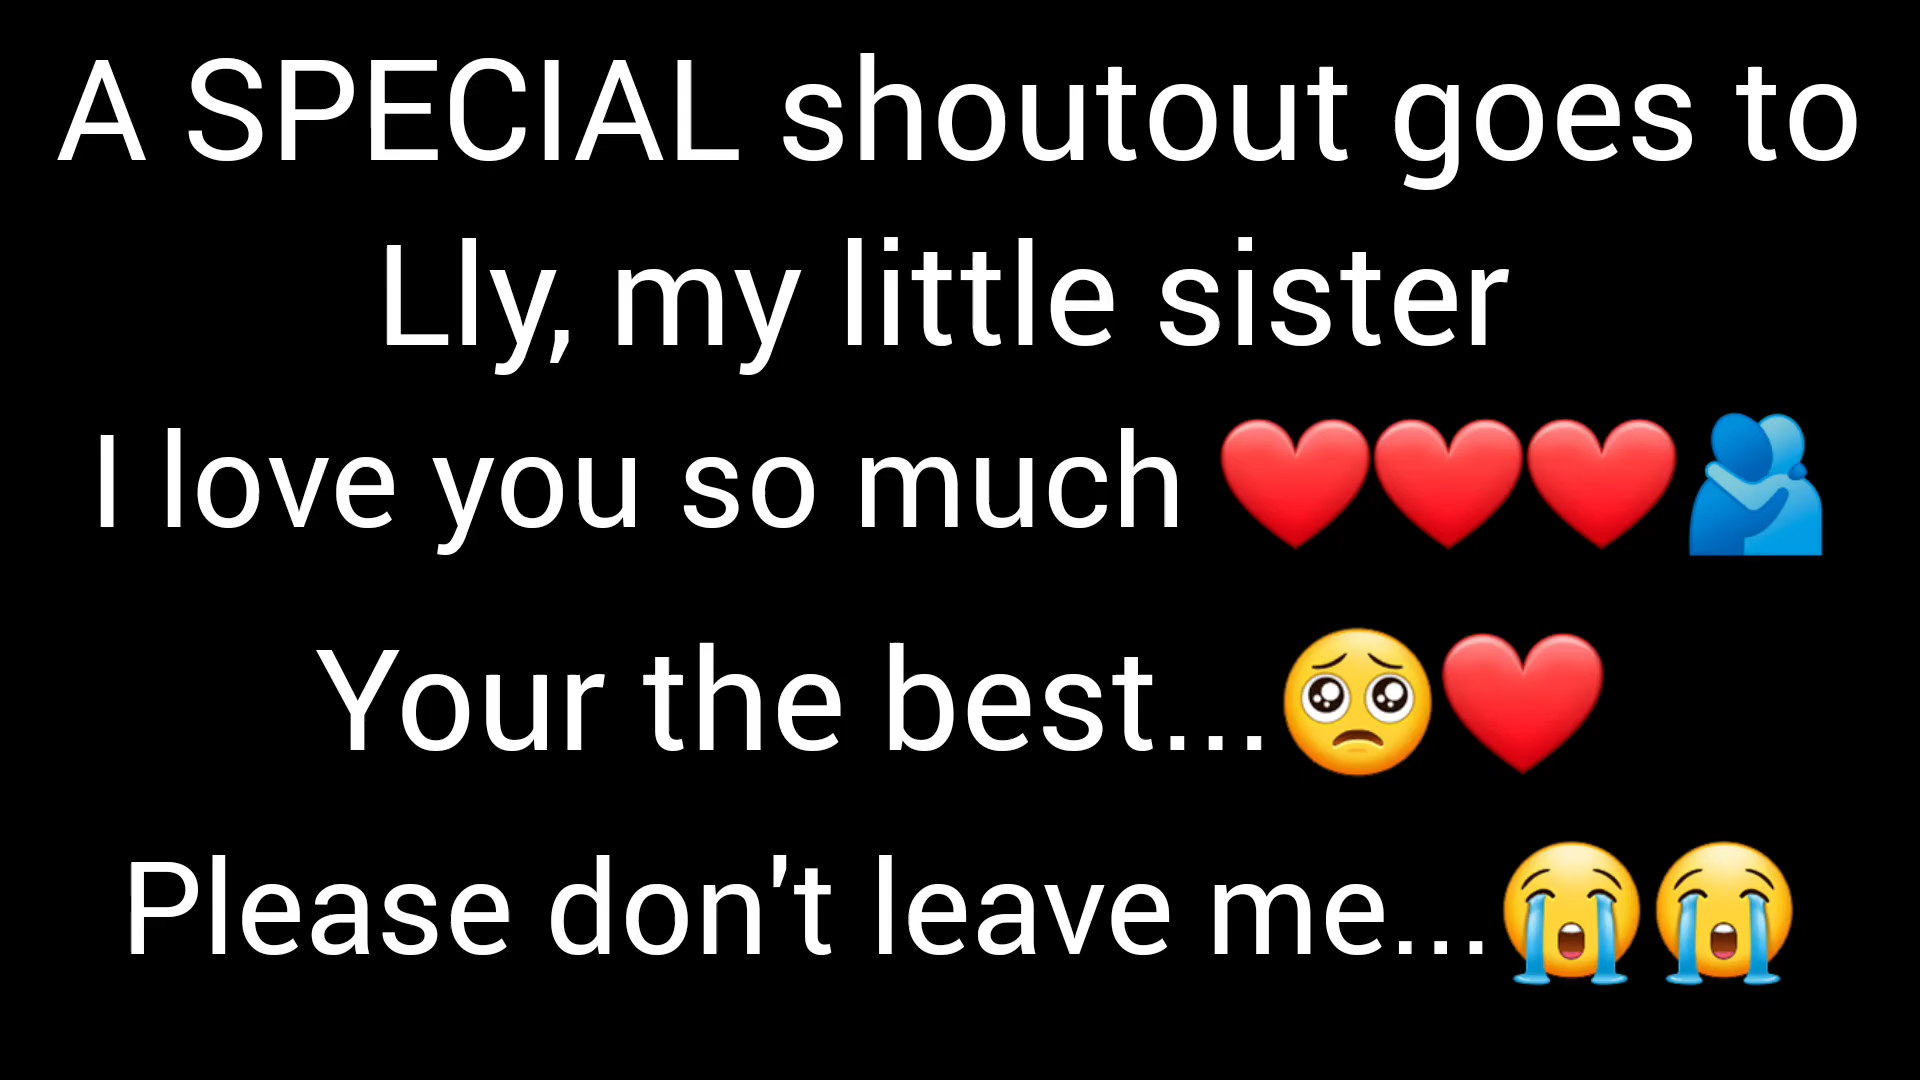 A SPECIAL shoutout goes to
Lly, my little sister
I love you so much ❤️❤️❤️🫂
Your the best...🥺❤️
Please don't leave me...😭😭